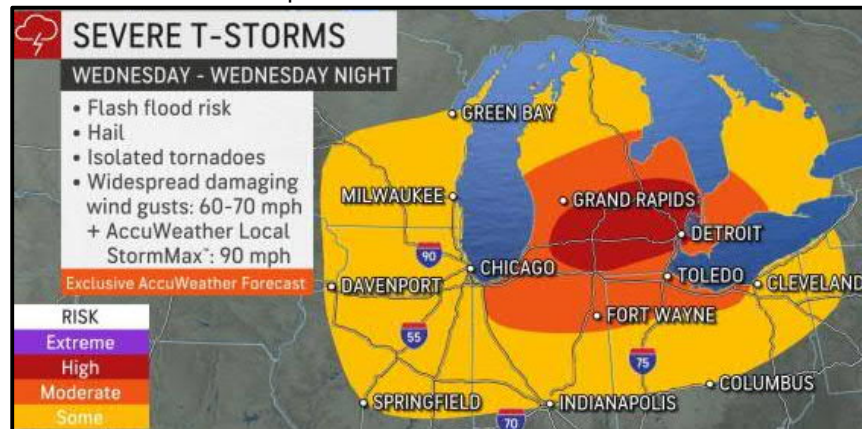 SEVERE T-STORMS
WEDNESDAY - WEDNESDAY NIGHT
• Flash flood risk
• Hail
• Isolated tornadoes
• Widespread damaging
wind gusts: 60-70 mph
+ AccuWeather Local
StormMax™: 90 mph
Exclusive AccuWeather Forecast
RISK
Extreme
High
Moderate
Some
GREEN BAY
MILWAUKEE
GRAND RAPIDS
DETROIT
90
CHICAGO
TOLEDO
CLEVELAND
DAVENPORT
FORT WAYNE
55
75
COLUMBUS
SPRINGFIELD
INDIANAPOLIS
70